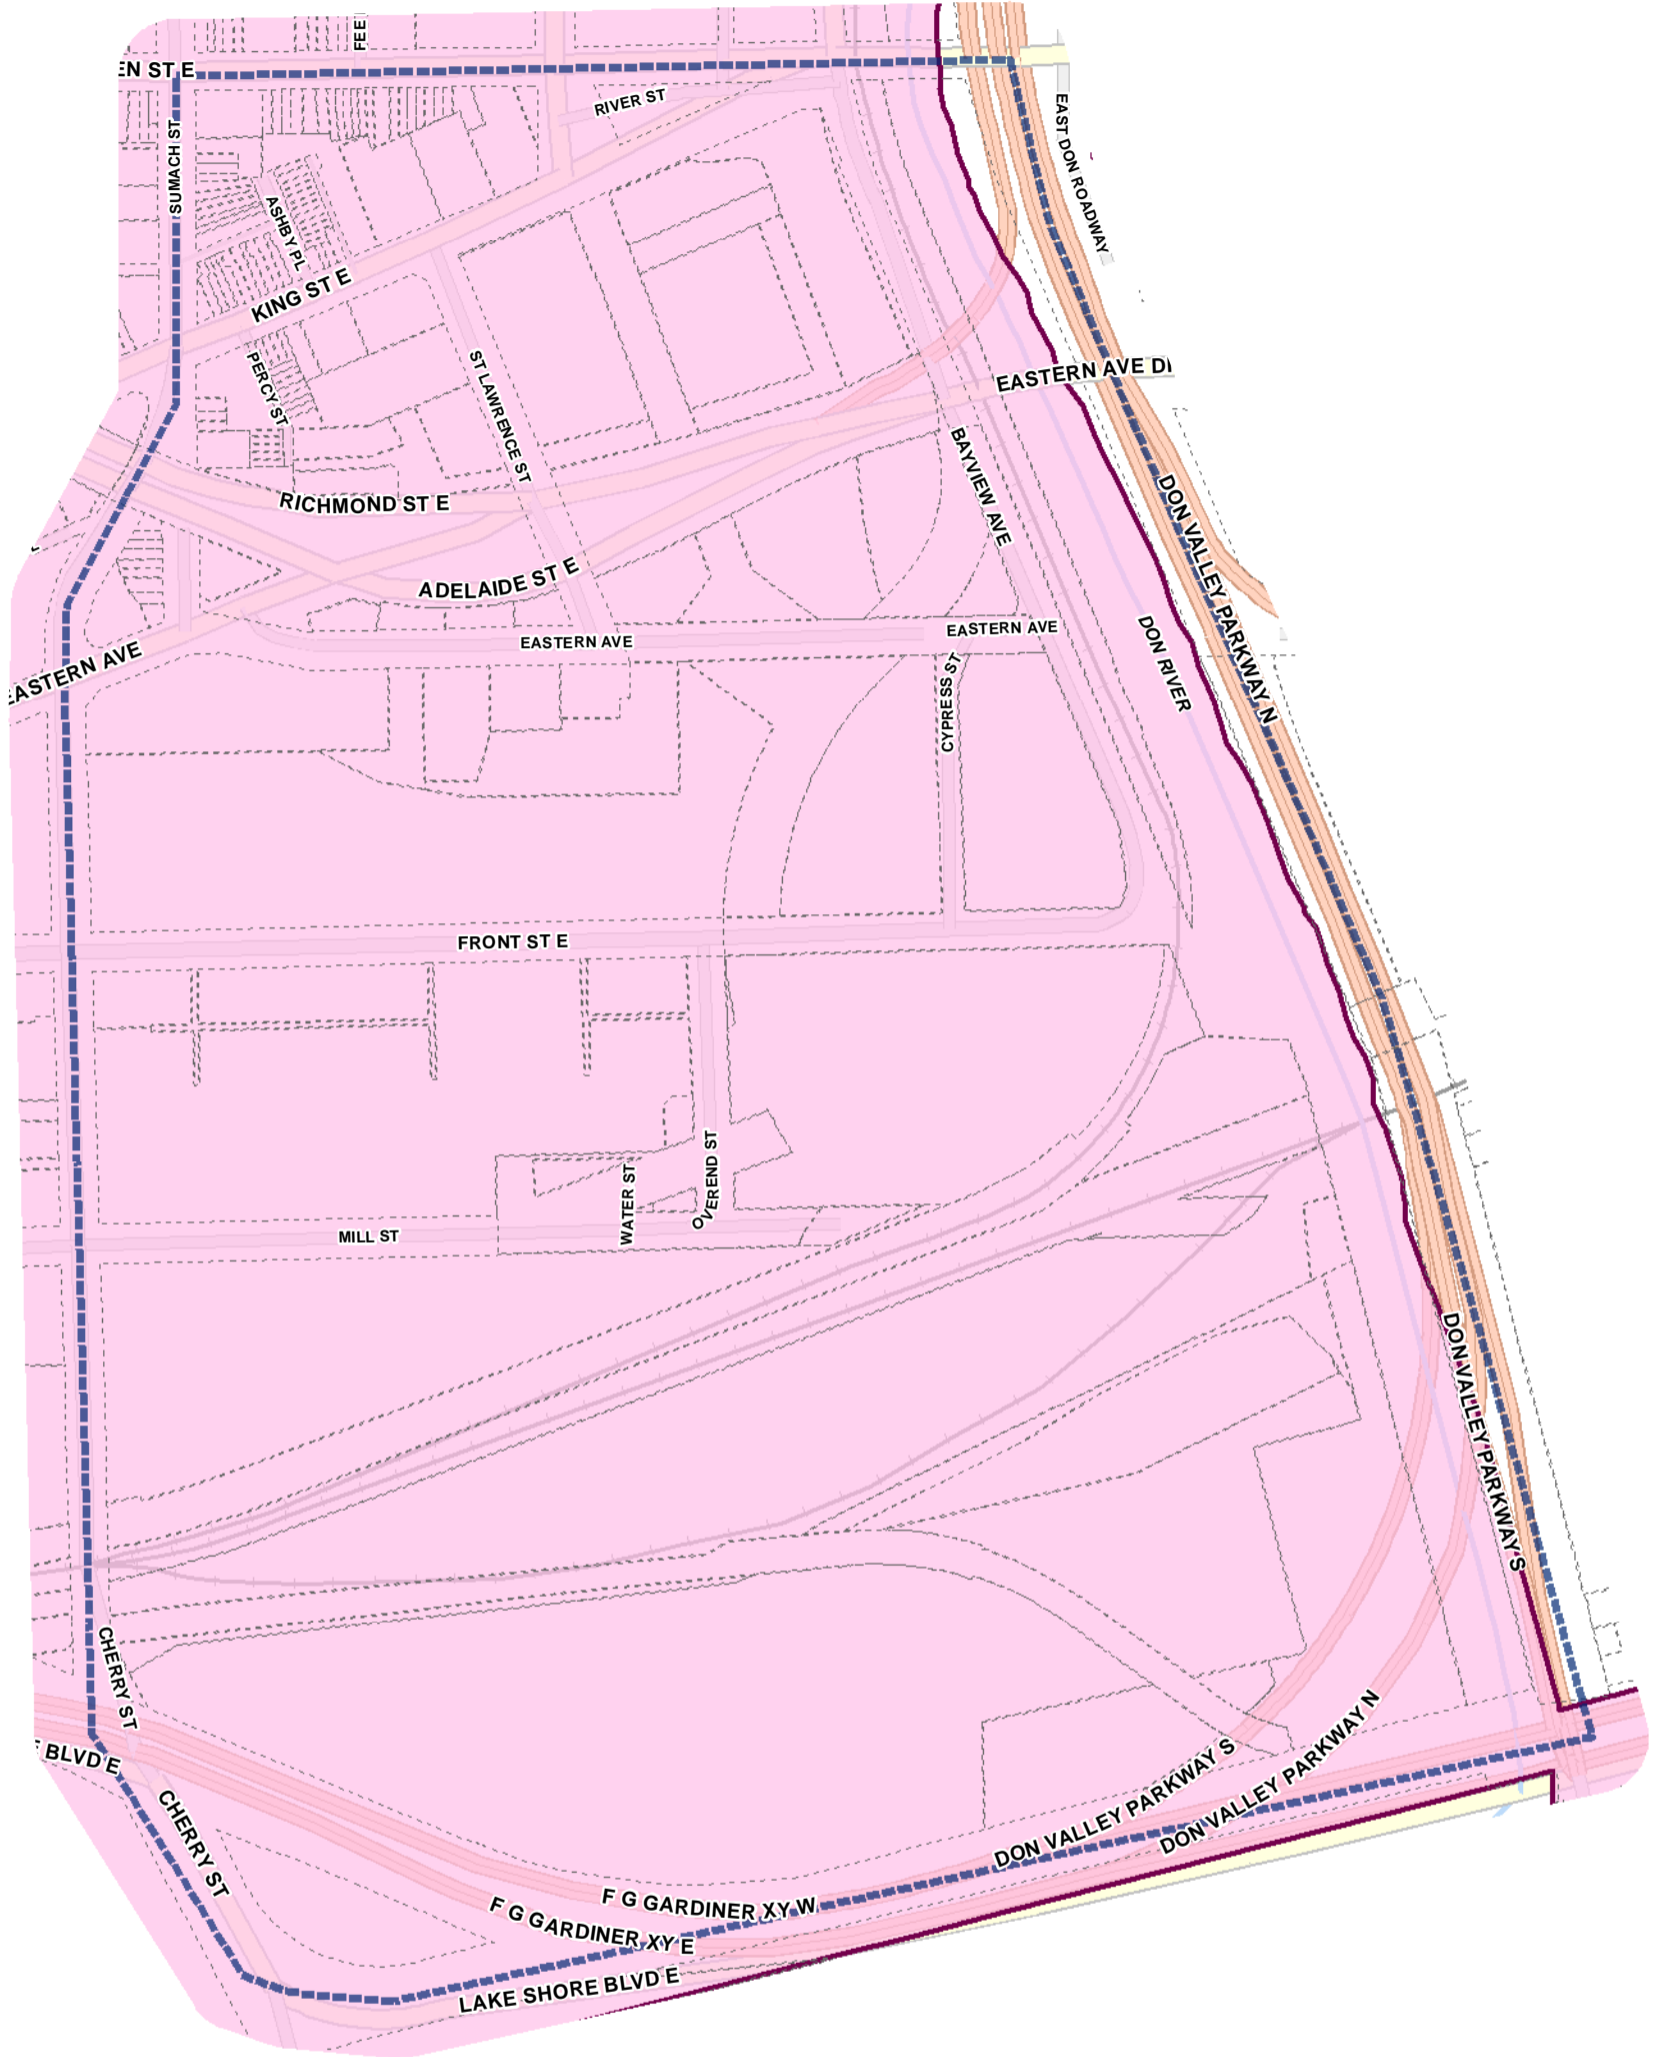 FEE
EN ST E
RIVER ST
SUMACH ST
EAST DON ROADWAY
ASHBY PL
KING ST E
EASTERN AVE DI
PERCY ST
ST LAWRENCE ST
BAYVIEW AVE
RICHMOND ST E
DON VALLEY PARKWAY N
ADELAIDE ST E
EASTERN AVE
EASTERN AVE
EASTERN AVE
DON RIVER
CYPRESS ST
FRONT ST E
WATER ST
OVEREND ST
MILL ST
DON VALLEY PARKWAY S
CHERRY ST
E BLVD E
CHERRY ST
DON VALLEY PARKWAY S
DON VALLEY PARKWAY N
F G GARDINER XY W
F G GARDINER XY E
LAKE SHORE BLVD E